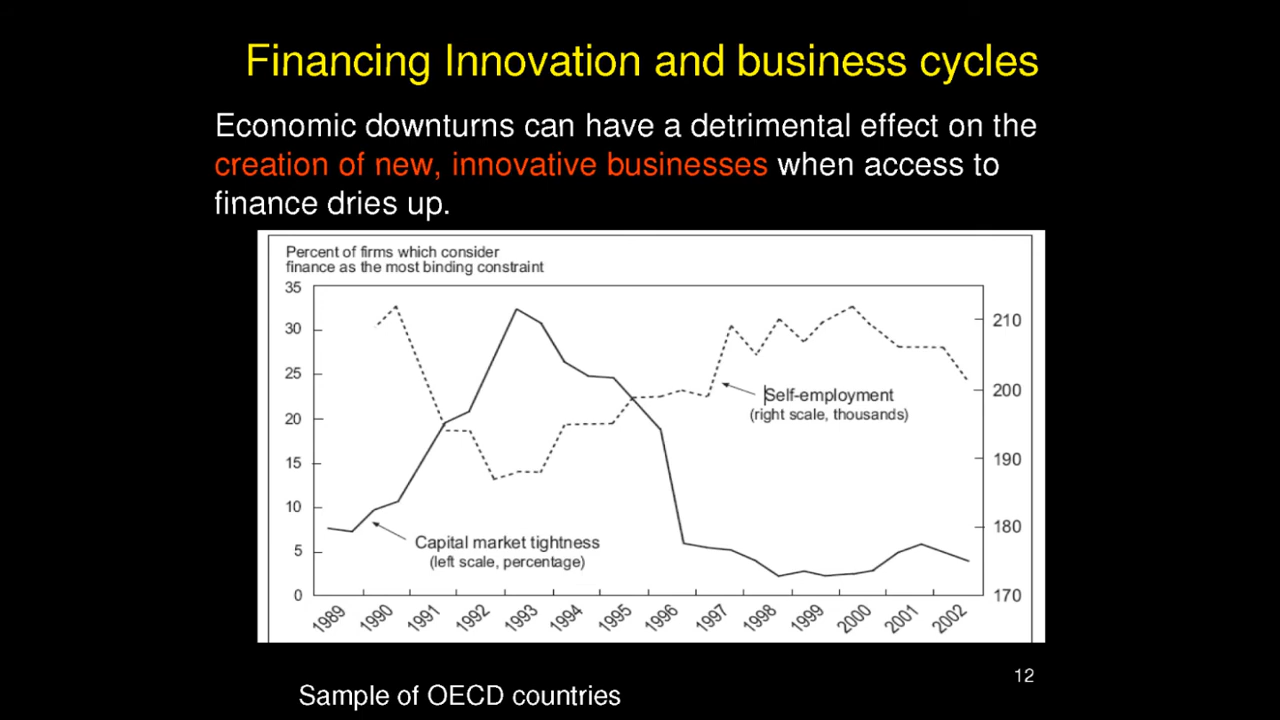 Financing Innovation and business cycles
Economic downturns can have a detrimental effect on the
creation of new, innovative businesses when access to
finance dries up.
Percent of firms which consider
finance as the most binding constraint
35
30
25
20
15
10
5
0
210
200
190
180
170
Self-employment
(right scale, thousands)
Capital market tightness
(left scale, percentage)
1989 1990 1991 1992 1993 1994 1995 1996 1997 1998 1999 2000 2001 2002
12
Sample of OECD countries